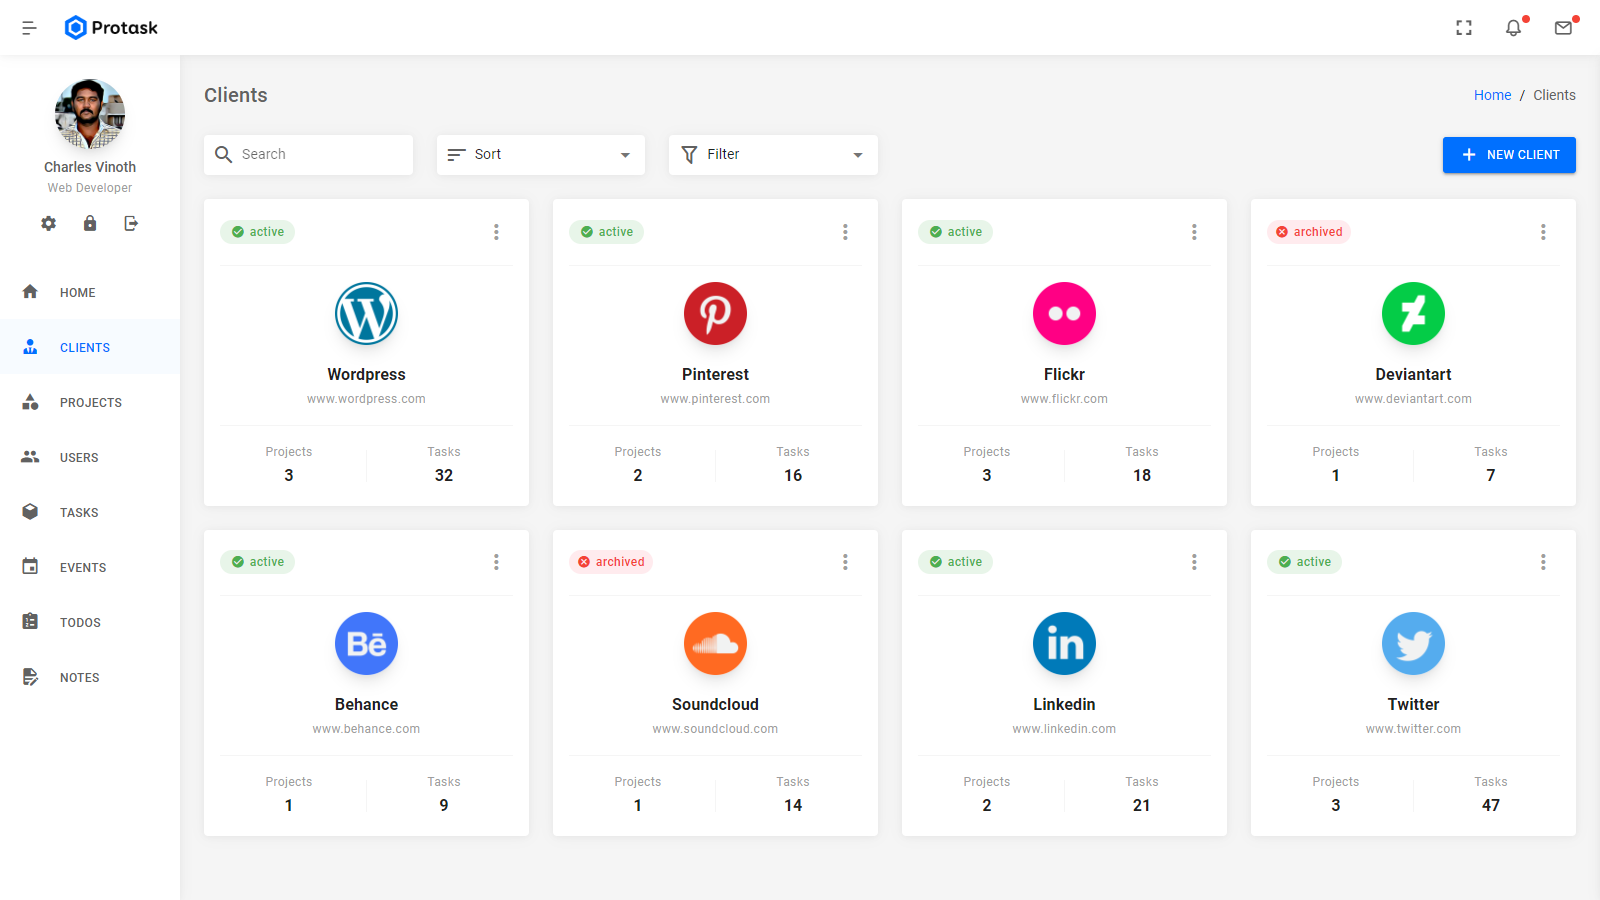 Protask
Charles Vinoth
Web Developer
HOME
CLIENTS
PROJECTS
USERS
TASKS
EVENTS
TODOS
NOTES
Clients
Home / Clients
Search
Sort
Filter
NEW CLIENT
active
Wordpress
www.wordpress.com
Projects Tasks
3 32
active
Pinterest
www.pinterest.com
Projects Tasks
2 16
active
Flickr
www.flickr.com
Projects Tasks
3 18
archived
Deviantart
www.deviantart.com
Projects Tasks
1 7
active
Bē
Behance
www.behance.com
Projects Tasks
1 9
archived
Soundcloud
www.soundcloud.com
Projects Tasks
1 14
active
in
Linkedin
www.linkedin.com
Projects Tasks
2 21
active
Twitter
www.twitter.com
Projects Tasks
3 47